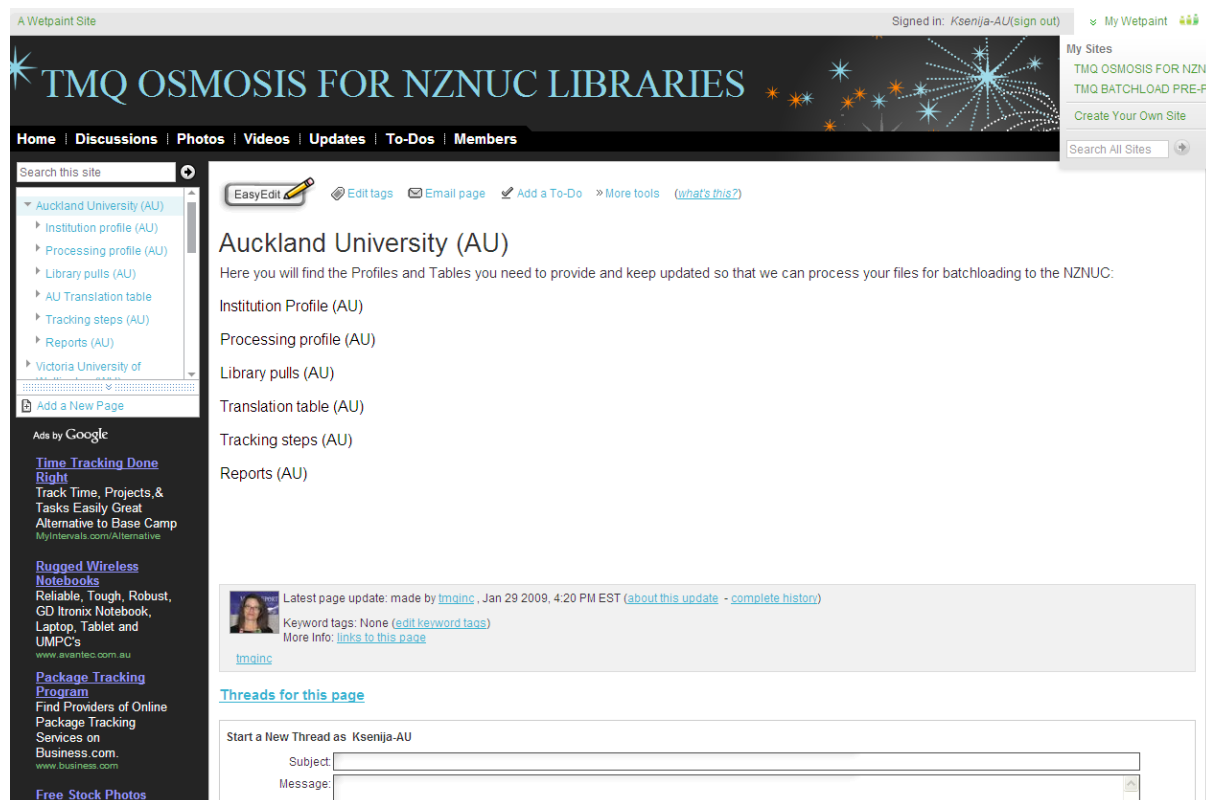 A Wetpaint Site
Signed in: Ksenija-AU(sign out)
My Wetpaint
My Sites
TMQ OSMOSIS FOR NZN
TMQ BATCHLOAD PRE-
Create Your Own Site
Search All Sites
TMQ OSMOSIS FOR NZNUC LIBRARIES
Home | Discussions | Photos | Videos | Updates | To-Dos | Members
Search this site
Auckland University (AU)
Institution profile (AU)
Processing profile (AU)
Library pulls (AU)
AU Translation table
Tracking steps (AU)
Reports (AU)
Victoria University of
Add a New Page
Ads by Google
Time Tracking Done
Right
Track Time, Projects,&
Tasks Easily Great
Alternative to Base Camp
MyIntervals.com/Alternative
Rugged Wireless
Notebooks
Reliable, Tough, Robust,
GD Itronix Notebook,
Laptop, Tablet and
UMPC's
www.avantec.com.au
Package Tracking
Program
Find Providers of Online
Package Tracking
Services on
Business.com.
www.business.com
Free Stock Photos
EasyEdit
Edit tags
Email page
Add a To-Do
»More tools
(what's this?)
Auckland University (AU)
Here you will find the Profiles and Tables you need to provide and keep updated so that we can process your files for batchloading to the NZNUC:
Institution Profile (AU)
Processing profile (AU)
Library pulls (AU)
Translation table (AU)
Tracking steps (AU)
Reports (AU)
Latest page update: made by tmqinc , Jan 29 2009, 4:20 PM EST (about this update - complete history)
Keyword tags: None (edit keyword tags)
More Info: links to this page
tmqinc
Threads for this page
Start a New Thread as Ksenija-AU
Subject:
Message: